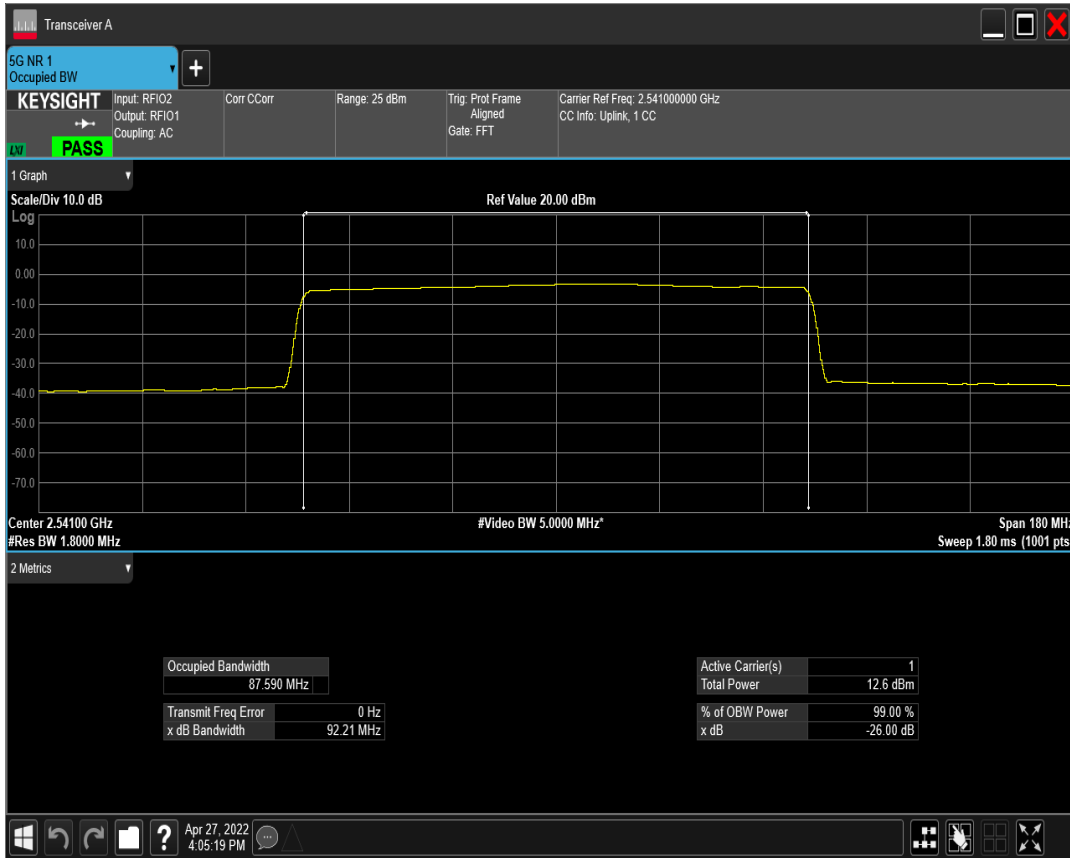 Transceiver A
5G NR 1
Occupied BW
+
KEYSIGHT
LXI
PASS
Input: RFIO2
Output: RFIO1
Coupling: AC
Corr CCorr
Range: 25 dBm
Trig: Prot Frame
Aligned
Gate: FFT
Carrier Ref Freq: 2.541000000 GHz
CC Info: Uplink, 1 CC
1 Graph
Scale/Div 10.0 dB
Ref Value 20.00 dBm
Log
10.0
0.00
-10.0
-20.0
-30.0
-40.0
-50.0
-60.0
-70.0
Center 2.54100 GHz
#Video BW 5.0000 MHz*
Span 180 MHz
#Res BW 1.8000 MHz
Sweep 1.80 ms (1001 pts
2 Metrics
Occupied Bandwidth
87.590 MHz
Transmit Freq Error 0 Hz
x dB Bandwidth 92.21 MHz
Active Carrier(s) 1
Total Power 12.6 dBm
% of OBW Power 99.00 %
x dB -26.00 dB
?
Apr 27, 2022
4:05:19 PM